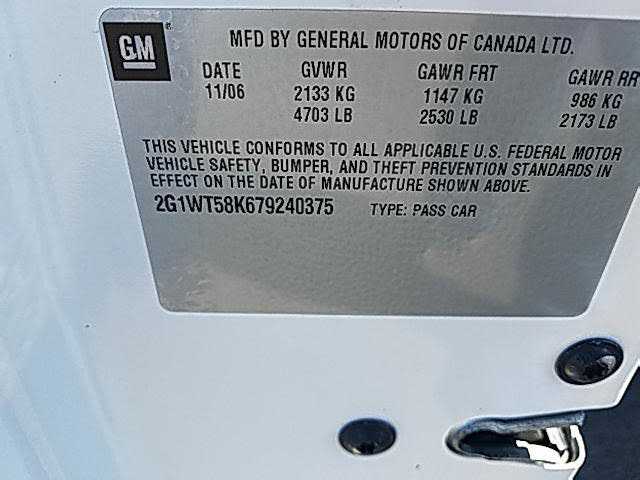 GM
MFD BY GENERAL MOTORS OF CANADA LTD.
DATE GVWR GAWR FRT GAWR RR
11/06 2133 KG 1147 KG 986 KG
4703 LB 2530 LB 2173 LB
THIS VEHICLE CONFORMS TO ALL APPLICABLE U.S. FEDERAL MOTOR
VEHICLE SAFETY, BUMPER, AND THEFT PREVENTION STANDARDS IN
EFFECT ON THE DATE OF MANUFACTURE SHOWN ABOVE.
2G1WT58K679240375 TYPE: PASS CAR